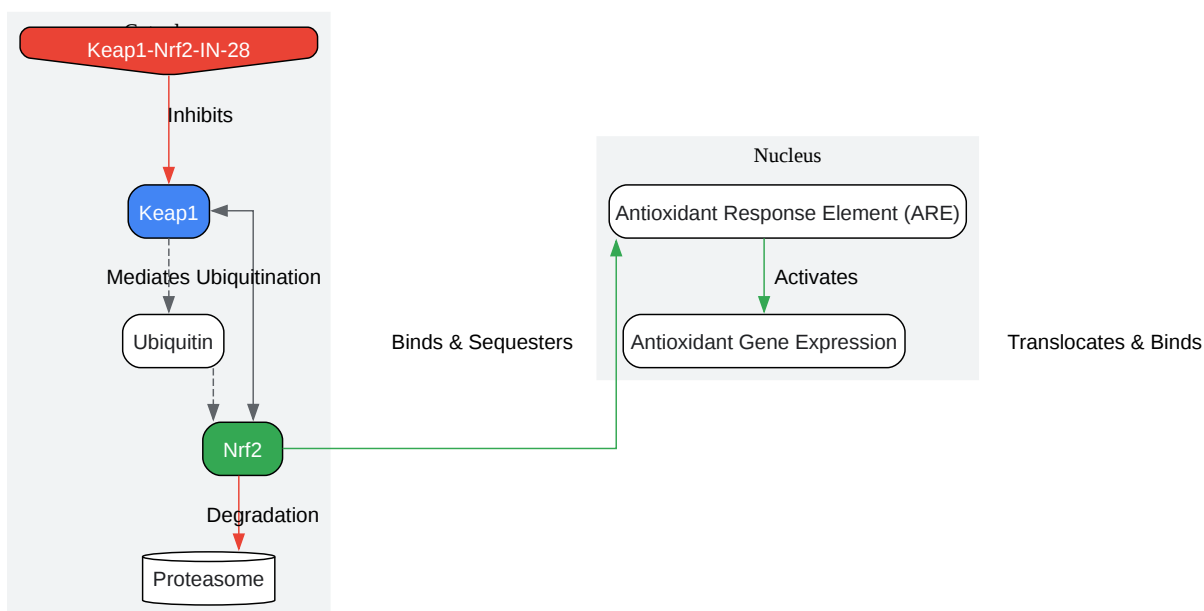 Keap1-Nrf2-IN-28
Inhibits
Keap1
Mediates Ubiquitination
Ubiquitin
Nrf2
Degradation
Proteasome
Binds & Sequesters
Nucleus
Antioxidant Response Element (ARE)
Activates
Antioxidant Gene Expression
Translocates & Binds